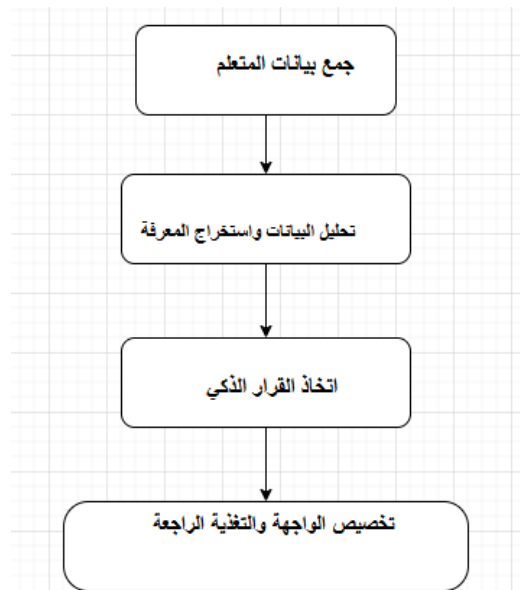 جمع بيانات المتعلم
تحليل البيانات واستخراج المعرفة
اتخاذ القرار الذكي
تخصيص الواجهة والتغذية الراجعة